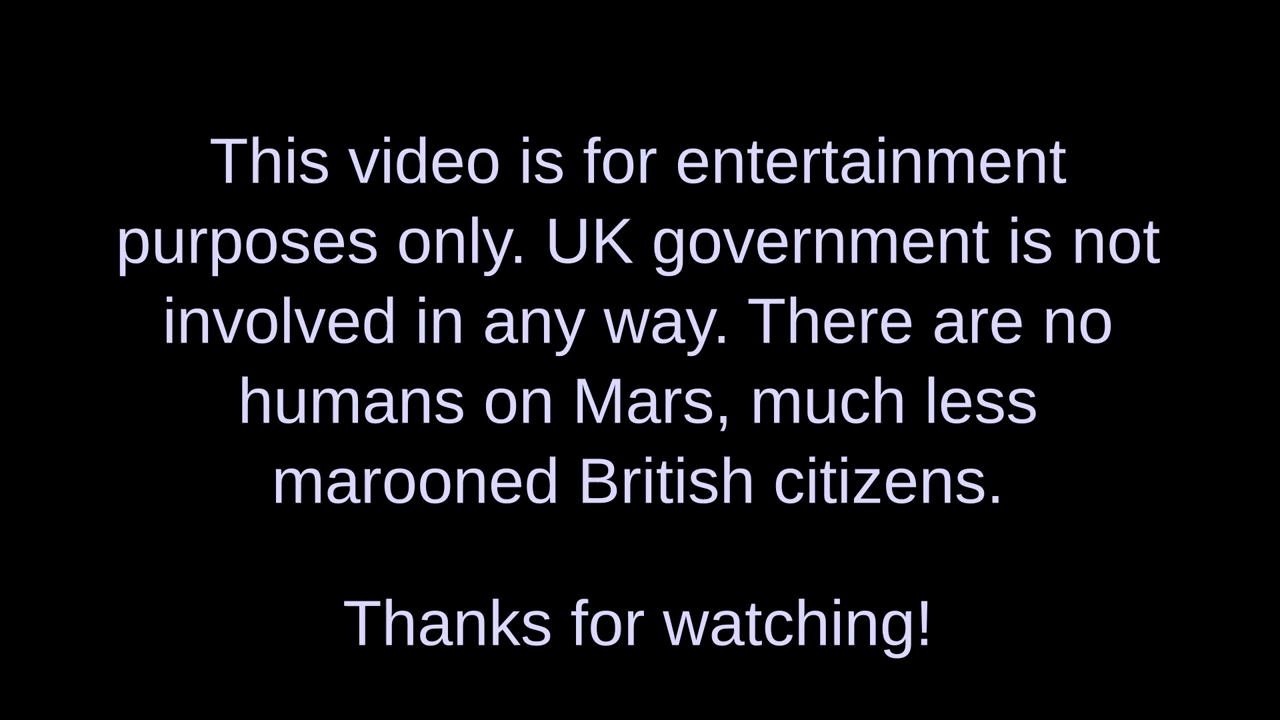 This video is for entertainment
purposes only. UK government is not
involved in any way. There are no
humans on Mars, much less
marooned British citizens.
Thanks for watching!